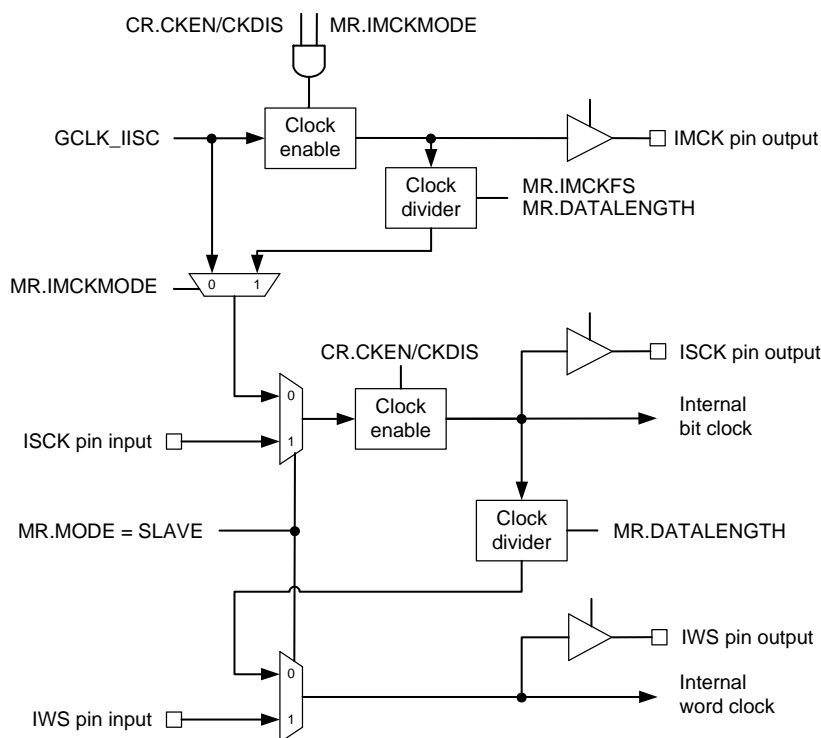 CR.CKEN/CKDIS MR.IMCKMODE
GCLK_IISC
Clock
enable
IMCK pin output
Clock
divider
MR.IMCKFS
MR.DATALENGTH
MR.IMCKMODE
0 1
CR.CKEN/CKDIS
ISCK pin output
0
Clock
enable
Internal
bit clock
ISCK pin input
1
MR.MODE = SLAVE
Clock
divider
MR.DATALENGTH
IWS pin output
0
Internal
word clock
IWS pin input
1